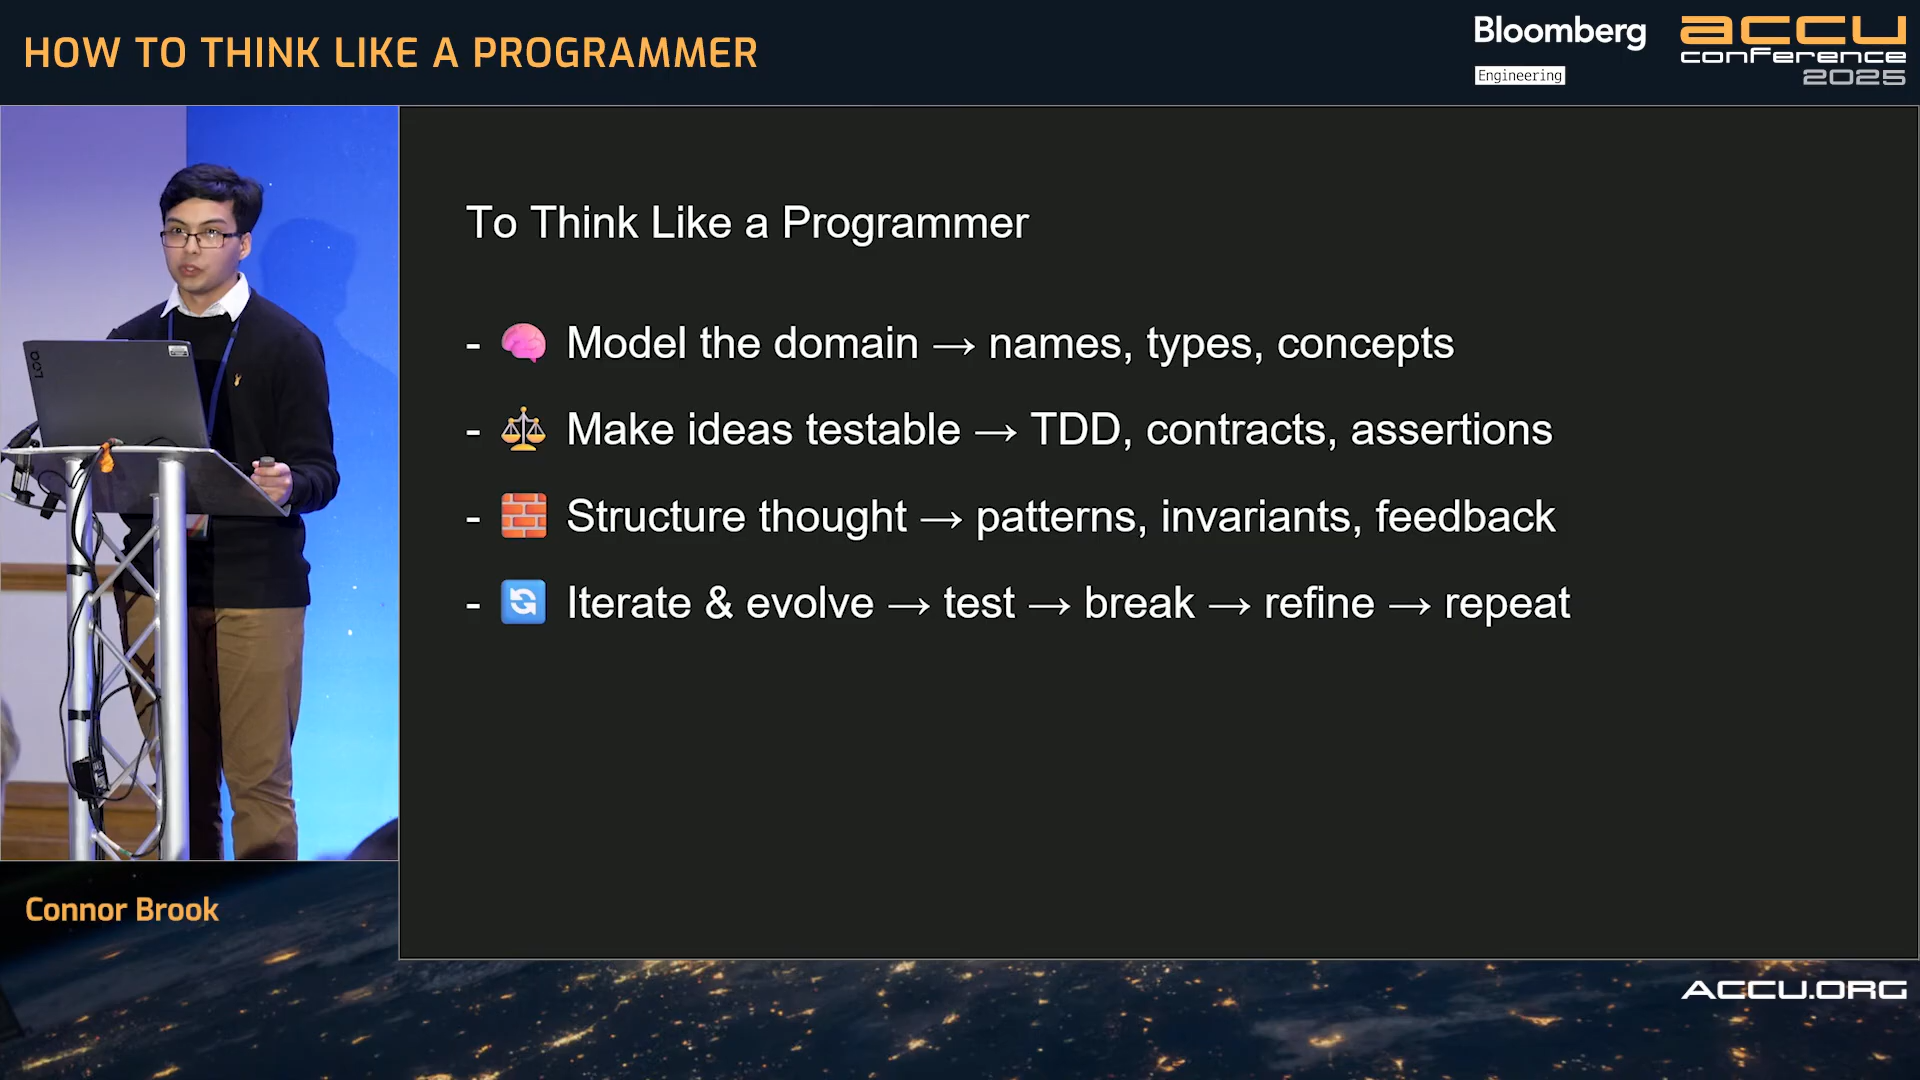 HOW TO THINK LIKE A PROGRAMMER
Bloomberg
Engineering
accu
conference
2025
To Think Like a Programmer
- 🧠 Model the domain → names, types, concepts
- ⚖️ Make ideas testable → TDD, contracts, assertions
- 🧱 Structure thought → patterns, invariants, feedback
- 🔄 Iterate & evolve → test → break → refine → repeat
LOQ
Connor Brook
ACCU.ORG